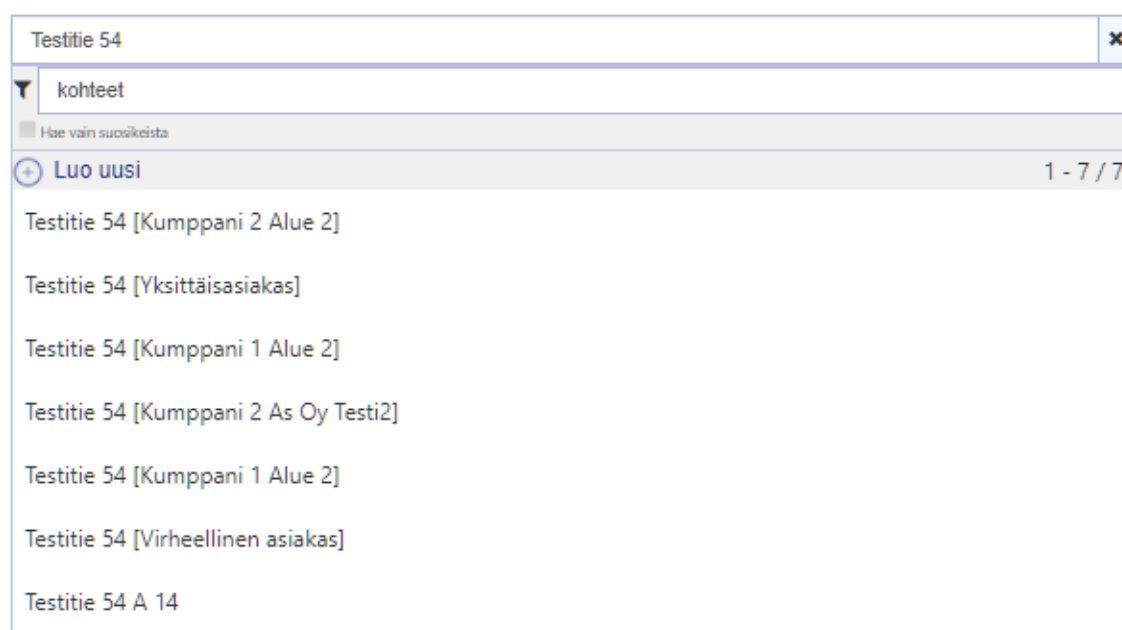 Testitie 54
kohteet
Hae vain suosikeista
Luo uusi 1 - 7 / 7
Testitie 54 [Kumppani 2 Alue 2]
Testitie 54 [Yksittäisasiakas]
Testitie 54 [Kumppani 1 Alue 2]
Testitie 54 [Kumppani 2 As Oy Testi2]
Testitie 54 [Kumppani 1 Alue 2]
Testitie 54 [Virheellinen asiakas]
Testitie 54 A 14